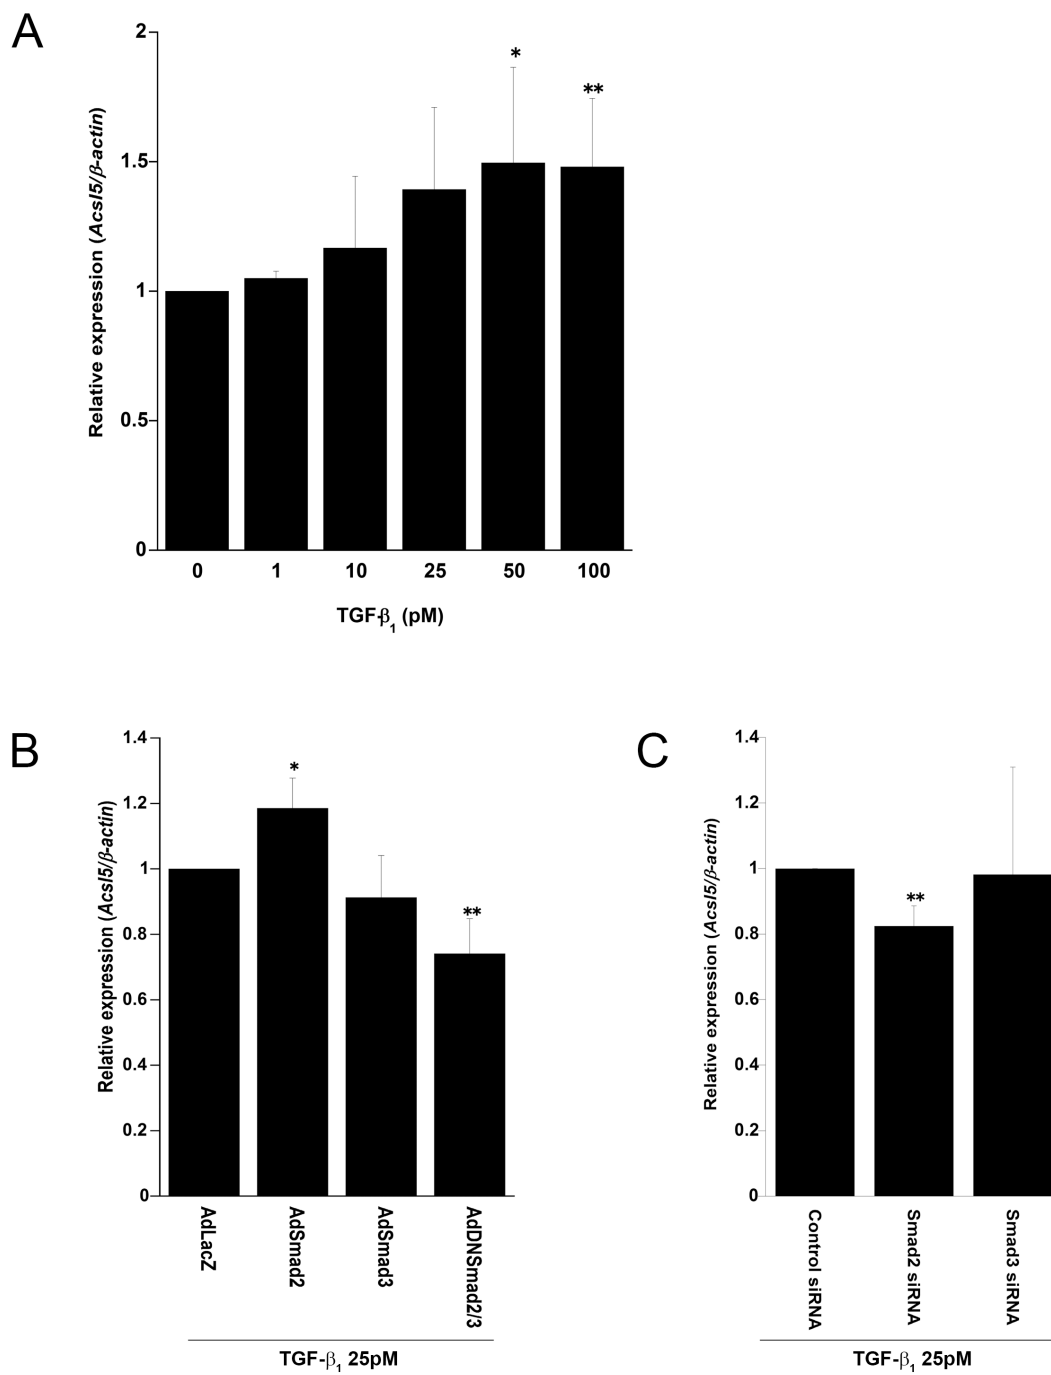 A
2
1.5
1
0.5
0
Relative expression (Acsl5/β-actin)
*
**
0 1 10 25 50 100
TGF-β1 (pM)
B
1.4
1.2
1
0.8
0.6
0.4
0.2
0
Relative expression (Acsl5/β-actin)
*
**
AdLacZ
AdSmad2
AdSmad3
AdDNSmad2/3
TGF-β1 25pM
C
1.4
1.2
1
0.8
0.6
0.4
0.2
0
Relative expression (Acsl5/β-actin)
**
Control siRNA
Smad2 siRNA
Smad3 siRNA
TGF-β1 25pM